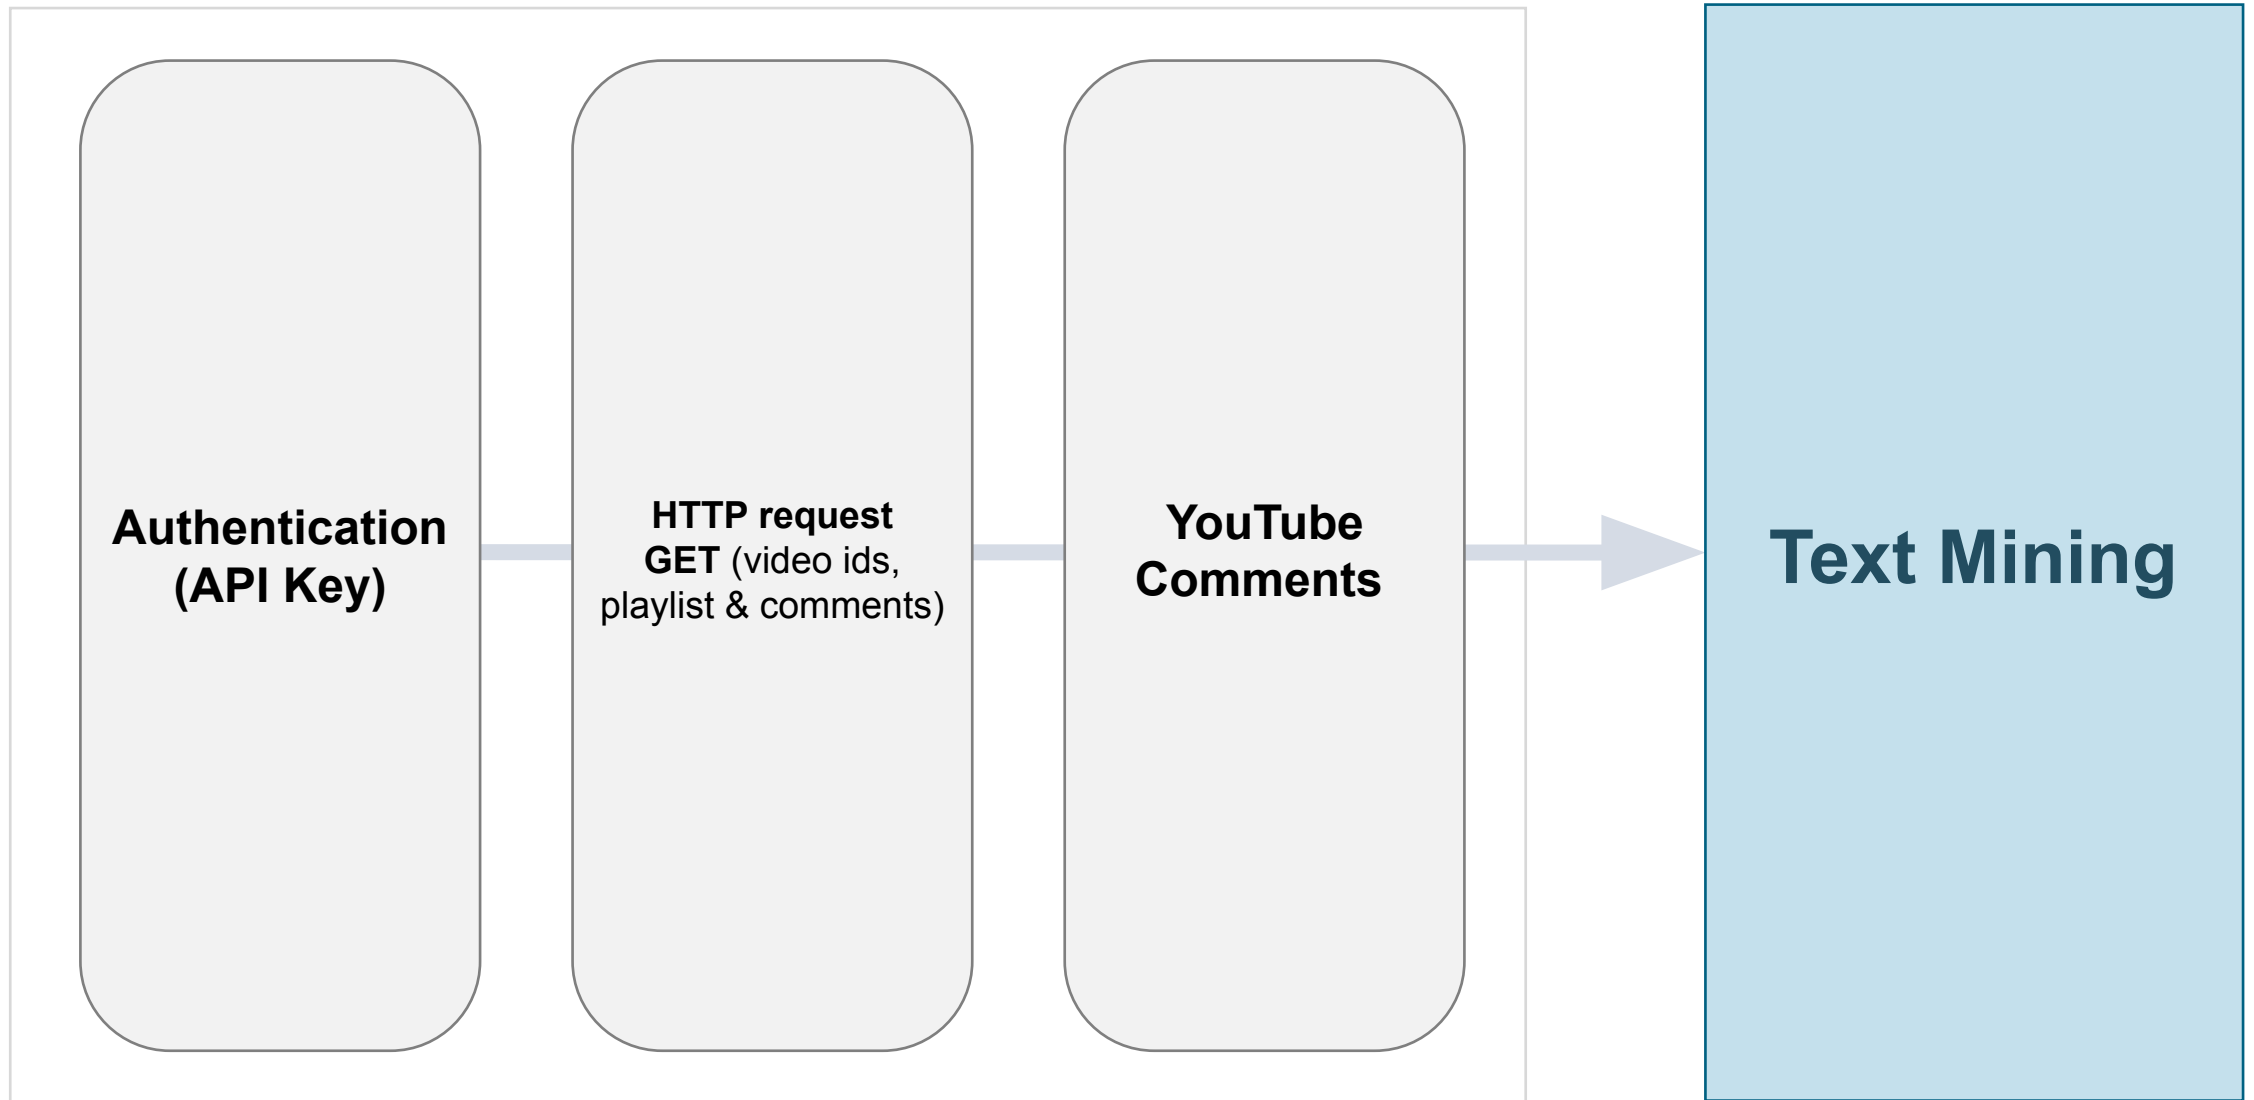 Authentication
(API Key)
HTTP request
GET (video ids,
playlist & comments)
YouTube
Comments
Text Mining